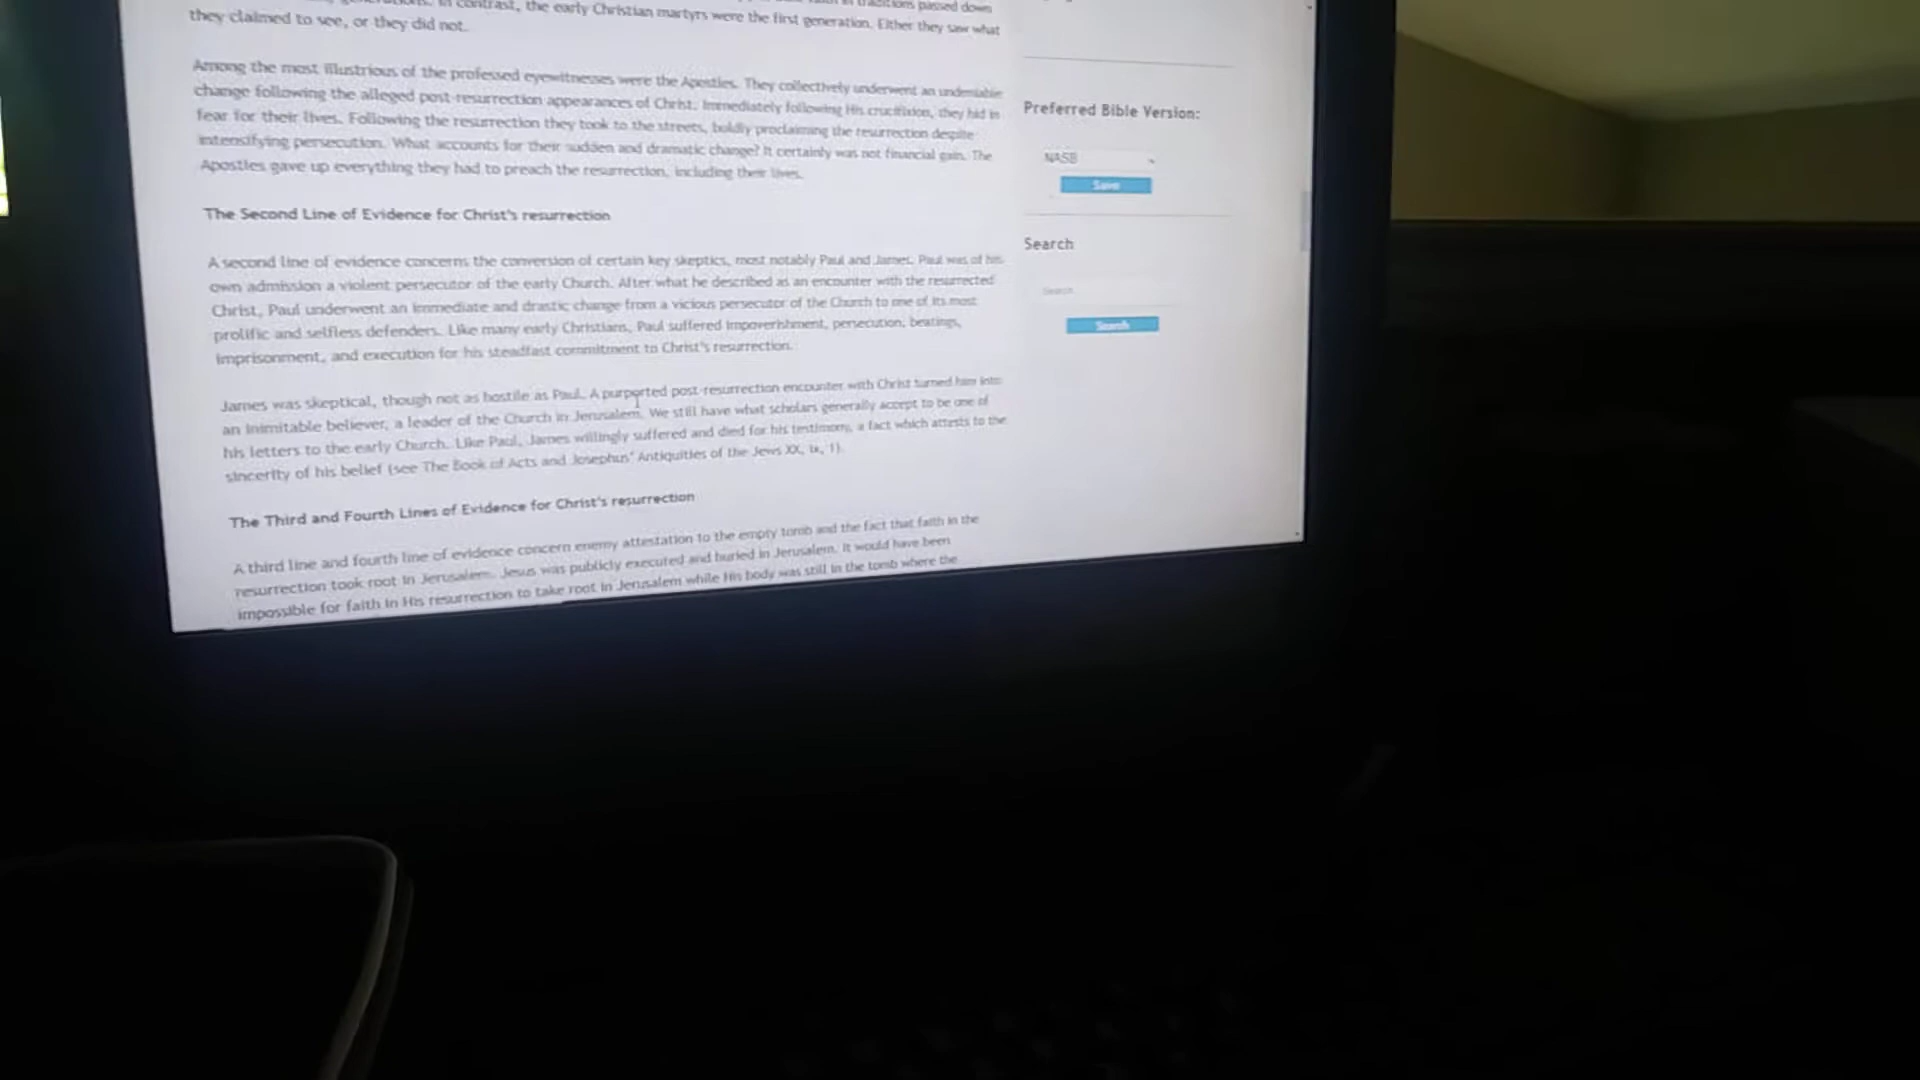 In contrast, the early Christian martyrs were the first generation. Either they saw what
they claimed to see, or they did not.
Among the most illustrious of the professed eyewitnesses were the Apostles. They collectively underwent an undeniable
change following the alleged post-resurrection appearances of Christ. Immediately following His crucifixion, they hid in
fear for their lives. Following the resurrection they took to the streets, boldly proclaiming the resurrection despite
intensifying persecution. What accounts for their sudden and dramatic change? It certainly was not financial gain. The
Apostles gave up everything they had to preach the resurrection, including their lives.
The Second Line of Evidence for Christ's resurrection
A second line of evidence concerns the conversion of certain key skeptics, most notably Paul and James. Paul was of his
own admission a violent persecutor of the early Church. After what he described as an encounter with the resurrected
Christ, Paul underwent an immediate and drastic change from a vicious persecutor of the Church to one of its most
prolific and selfless defenders. Like many early Christians, Paul suffered impoverishment, persecution, beatings,
imprisonment, and execution for his steadfast commitment to Christ's resurrection.
James was skeptical, though not as hostile as Paul. A purported post-resurrection encounter with Christ turned him into
an inimitable believer, a leader of the Church in Jerusalem. We still have what scholars generally accept to be one of
his letters to the early Church. Like Paul, James willingly suffered and died for his testimony, a fact which attests to the
sincerity of his belief (see The Book of Acts and Josephus' Antiquities of the Jews XX, ix, 1).
The Third and Fourth Lines of Evidence for Christ's resurrection
A third line and fourth line of evidence concern enemy attestation to the empty tomb and the fact that faith in the
resurrection took root in Jerusalem. Jesus was publicly executed and buried in Jerusalem. It would have been
impossible for faith in His resurrection to take root in Jerusalem while His body was still in the tomb where the
Preferred Bible Version:
NASB
Save
Search
Search
Search